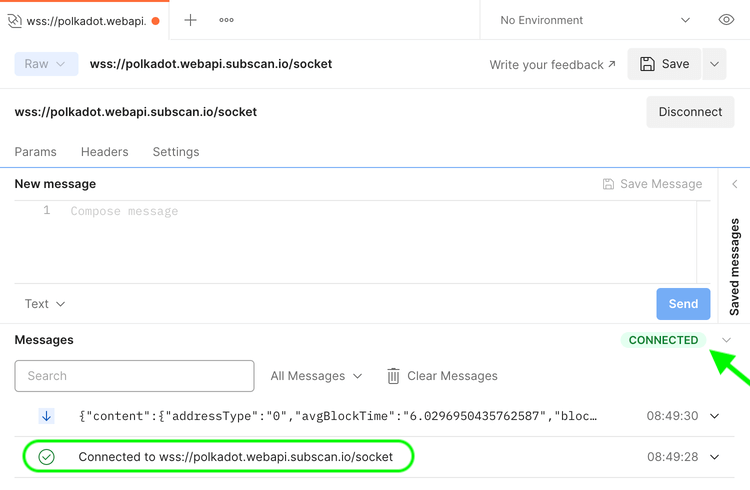 wss://polkadot.webapi.
No Environment
Raw
wss://polkadot.webapi.subscan.io/socket
Write your feedback ↗
Save
wss://polkadot.webapi.subscan.io/socket
Disconnect
Params Headers Settings
New message
Save Message
1 Compose message
Saved messages
Text
Send
Messages
CONNECTED
Search
All Messages
Clear Messages
{"content":{"addressType":"0","avgBlockTime":"6.0296950435762587","bloc…
08:49:30
Connected to wss://polkadot.webapi.subscan.io/socket
08:49:28